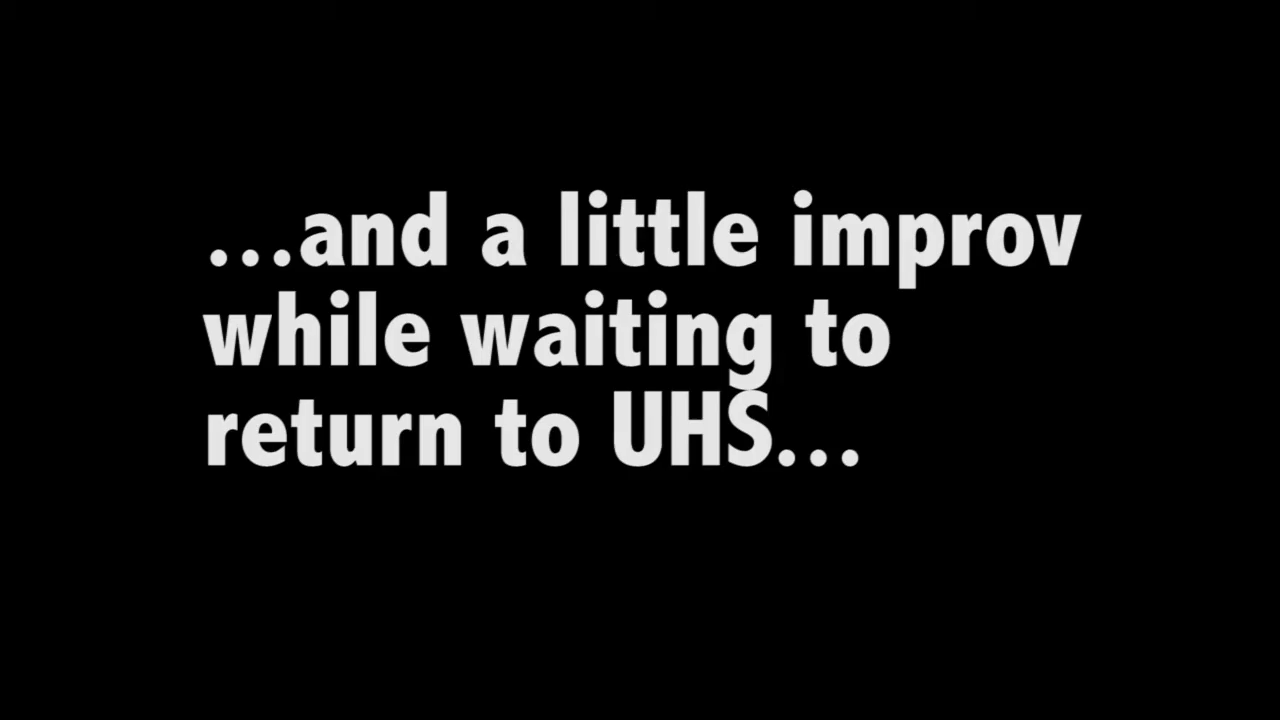 ...and a little improv
while waiting to
return to UHS...